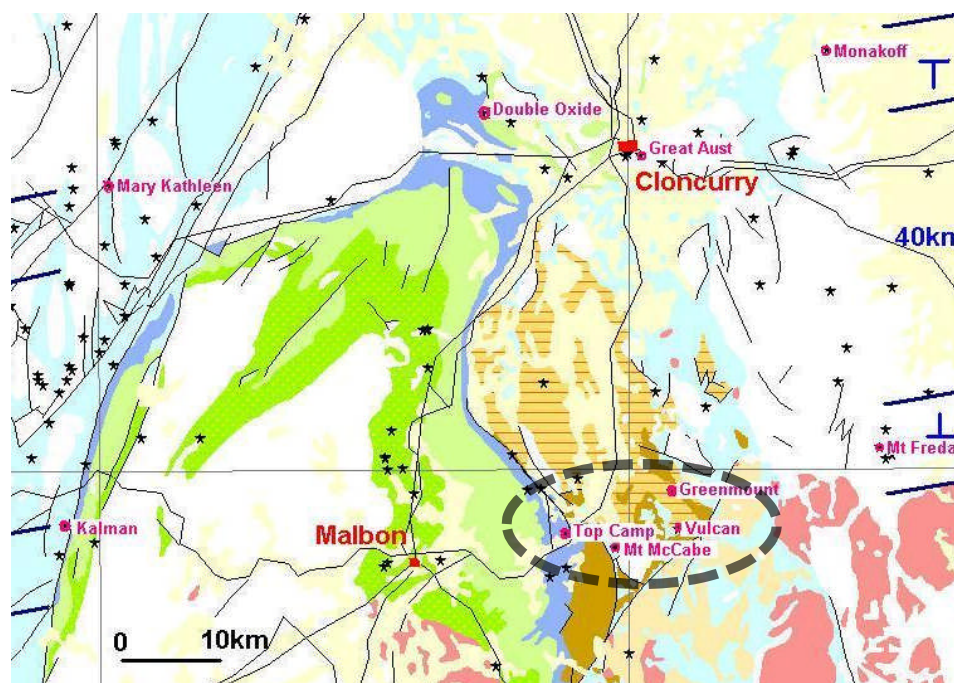 Monakoff
Double Oxide
Great Aust
Cloncurry
Mary Kathleen
40km
Mt Freda
Greenmount
Kalman
Malbon
Top Camp
Vulcan
Mt McCabe
0 10km